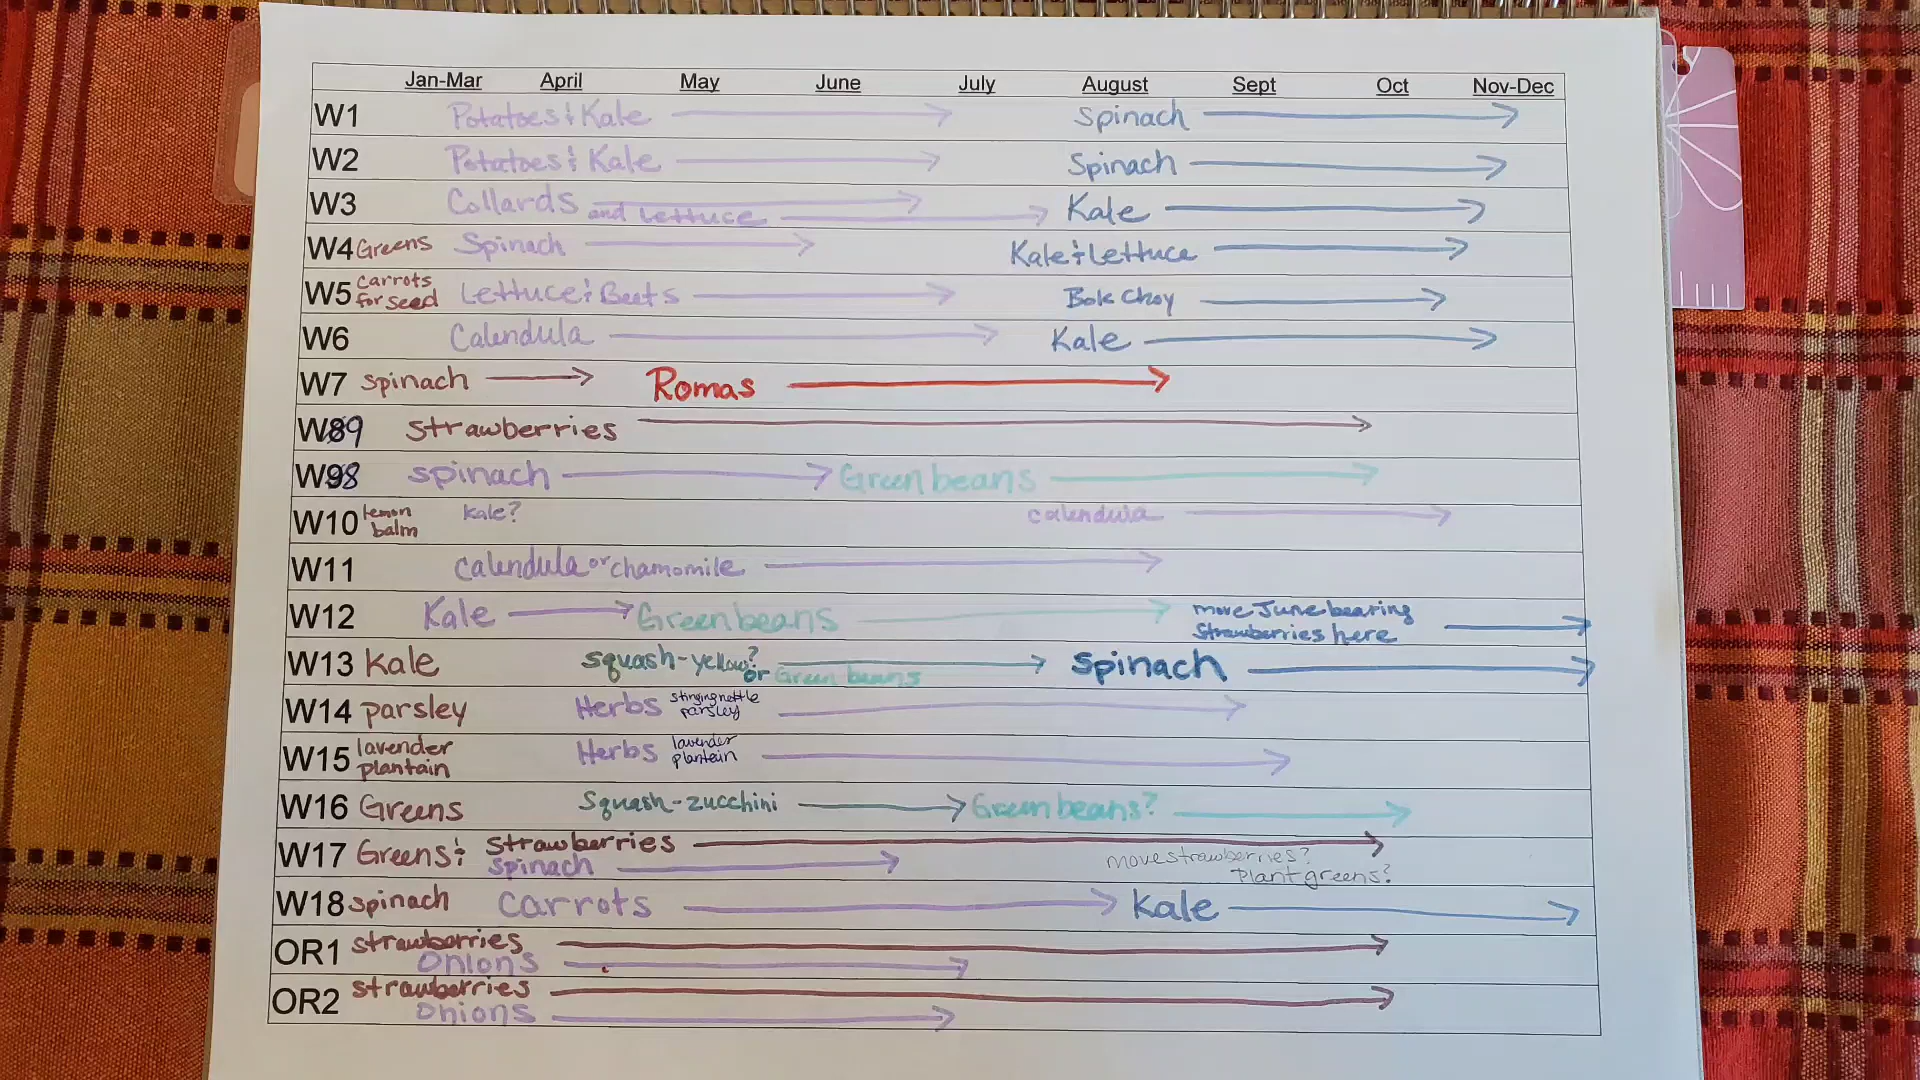 Jan-Mar April May June July August Sept Oct Nov-Dec
W1 Potatoes & Kale Spinach
W2 Potatoes & Kale Spinach
W3 Collards and Lettuce Kale
W4 Greens Spinach Kale & Lettuce
W5 carrots for seed Lettuce & Beets Bok Choy
W6 Calendula Kale
W7 spinach Romas
W89 strawberries
W98 spinach Green beans
W10 lemon balm Kale? calendula
W11 calendula or chamomile
W12 Kale Green beans move June bearing
Strawberries here
W13 Kale squash-yellow? or Green beans Spinach
W14 parsley Herbs stinging nettle
parsley
W15 lavender
plantain Herbs lavender
plantain
W16 Greens Squash-zucchini Green beans?
W17 Greens & strawberries
spinach move strawberries?
Plant greens?
W18 spinach carrots Kale
OR1 strawberries
Onions
OR2 strawberries
Onions